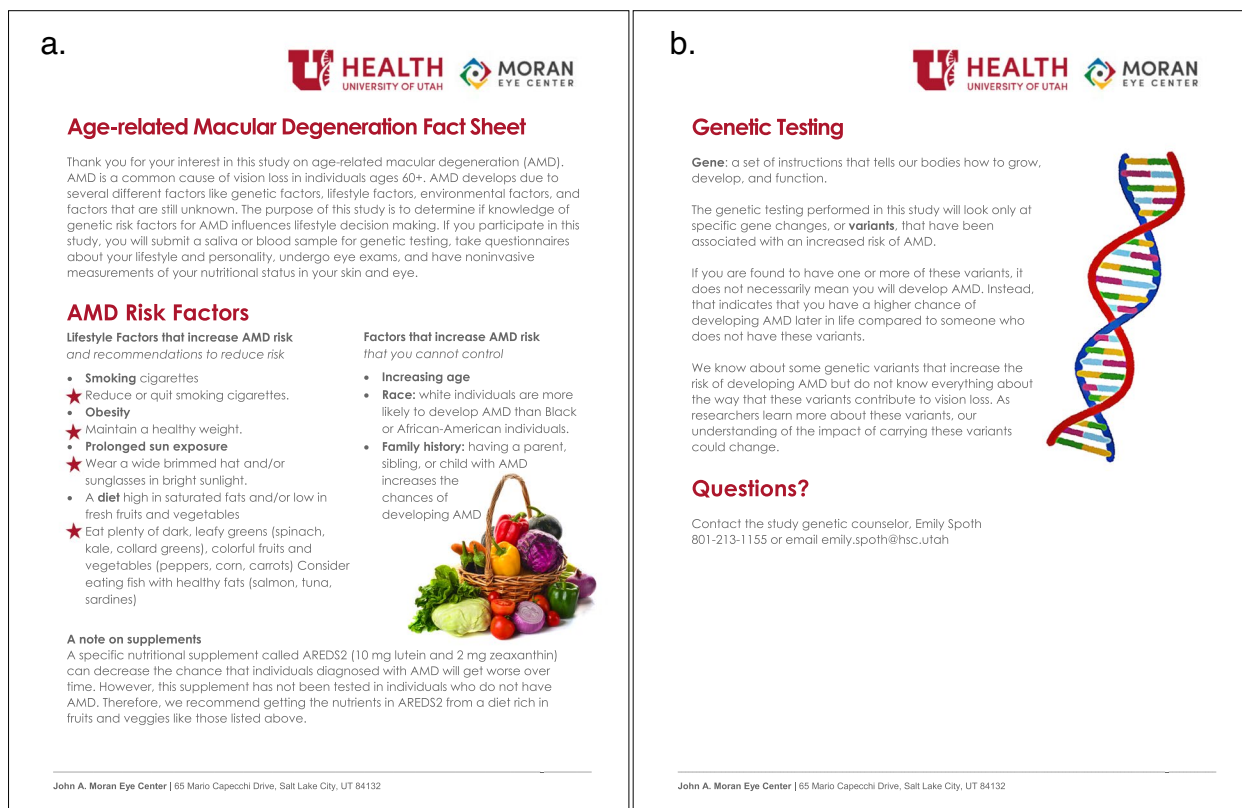 a.
U HEALTH
UNIVERSITY OF UTAH
MORAN
EYE CENTER
Age-related Macular Degeneration Fact Sheet
Thank you for your interest in this study on age-related macular degeneration (AMD).
AMD is a common cause of vision loss in individuals ages 60+. AMD develops due to
several different factors like genetic factors, lifestyle factors, environmental factors, and
factors that are still unknown. The purpose of this study is to determine if knowledge of
genetic risk factors for AMD influences lifestyle decision making. If you participate in this
study, you will submit a saliva or blood sample for genetic testing, take questionnaires
about your lifestyle and personality, undergo eye exams, and have noninvasive
measurements of your nutritional status in your skin and eye.
AMD Risk Factors
Lifestyle Factors that increase AMD risk
and recommendations to reduce risk
• Smoking cigarettes
Reduce or quit smoking cigarettes.
• Obesity
Maintain a healthy weight.
• Prolonged sun exposure
Wear a wide brimmed hat and/or
sunglasses in bright sunlight.
• A diet high in saturated fats and/or low in
fresh fruits and vegetables
Eat plenty of dark, leafy greens (spinach,
kale, collard greens), colorful fruits and
vegetables (peppers, corn, carrots) Consider
eating fish with healthy fats (salmon, tuna,
sardines)
Factors that increase AMD risk
that you cannot control
• Increasing age
• Race: white individuals are more
likely to develop AMD than Black
or African-American individuals.
• Family history: having a parent,
sibling, or child with AMD
increases the
chances of
developing AMD
A note on supplements
A specific nutritional supplement called AREDS2 (10 mg lutein and 2 mg zeaxanthin)
can decrease the chance that individuals diagnosed with AMD will get worse over
time. However, this supplement has not been tested in individuals who do not have
AMD. Therefore, we recommend getting the nutrients in AREDS2 from a diet rich in
fruits and veggies like those listed above.
John A. Moran Eye Center | 65 Mario Capecchi Drive, Salt Lake City, UT 84132
b.
U HEALTH
UNIVERSITY OF UTAH
MORAN
EYE CENTER
Genetic Testing
Gene: a set of instructions that tells our bodies how to grow,
develop, and function.
The genetic testing performed in this study will look only at
specific gene changes, or variants, that have been
associated with an increased risk of AMD.
If you are found to have one or more of these variants, it
does not necessarily mean you will develop AMD. Instead,
that indicates that you have a higher chance of
developing AMD later in life compared to someone who
does not have these variants.
We know about some genetic variants that increase the
risk of developing AMD but do not know everything about
the way that these variants contribute to vision loss. As
researchers learn more about these variants, our
understanding of the impact of carrying these variants
could change.
Questions?
Contact the study genetic counselor, Emily Spoth
801-213-1155 or email emily.spoth@hsc.utah
John A. Moran Eye Center | 65 Mario Capecchi Drive, Salt Lake City, UT 84132